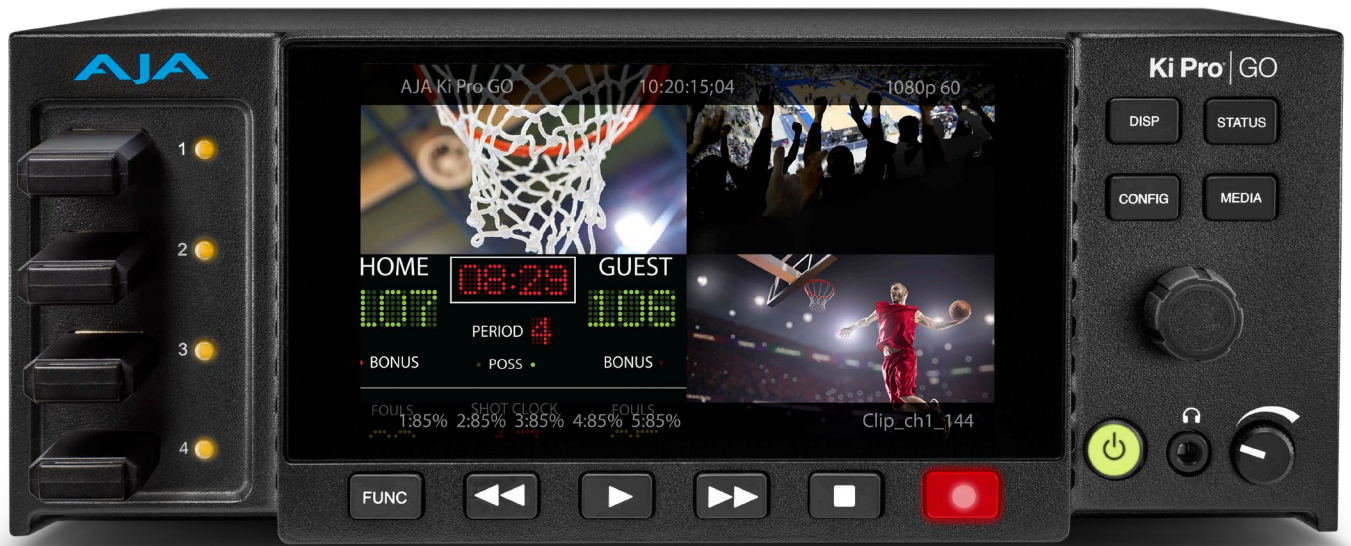 AJA
Ki Pro GO
1
2
3
4
AJA Ki Pro GO 10:20:15;04 1080p 60
HOME 08:29 GUEST
107 106
PERIOD 4
BONUS POSS BONUS
FOULS SHOT CLOCK FOULS
1:85% 2:85% 3:85% 4:85% 5:85% Clip_ch1_144
DISP STATUS
CONFIG MEDIA
FUNC